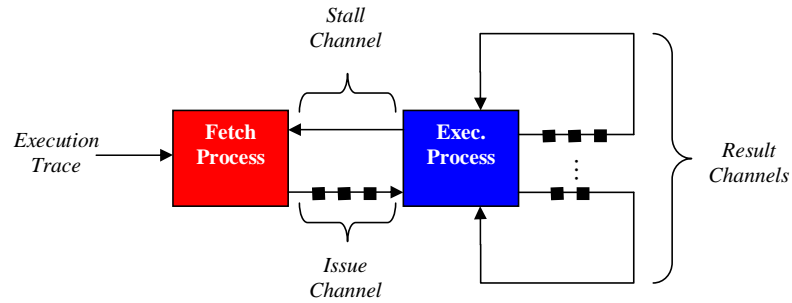 Stall
Channel
Execution
Trace
Fetch
Process
Exec.
Process
Result
Channels
Issue
Channel